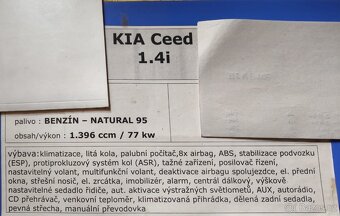 KIA Ceed
1.4i
palivo : BENZÍN – NATURAL 95
obsah/výkon : 1.396 ccm / 77 kw
výbava:klimatizace, litá kola, palubní počítač,8x airbag, ABS, stabilizace podvozku
(ESP), protiprokluzový systém kol (ASR), tažné zařízení, posilovač řízení,
nastavitelný volant, multifunkční volant, deaktivace airbagu spolujezdce, el. přední
okna, střešní nosič, el. zrcátka, imobilizér, alarm, centrál dálkový, výškově
nastavitelné sedadlo řidiče, aut. aktivace výstražných světlometů, AUX, autorádio,
CD přehrávač, venkovní teploměr, klimatizovaná přihrádka, dělená zadní sedadla,
pevná střecha, manuální převodovka